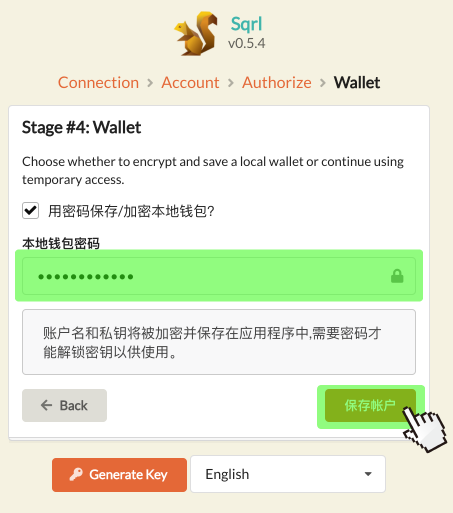 Sqrl
v0.5.4
Connection > Account > Authorize > Wallet
Stage #4: Wallet
Choose whether to encrypt and save a local wallet or continue using
temporary access.
用密码保存/加密本地钱包?
本地钱包密码
••••••••••••
账户名和私钥将被加密并保存在应用程序中,需要密码才
能解锁密钥以供使用。
Back
保存帐户
Generate Key
English